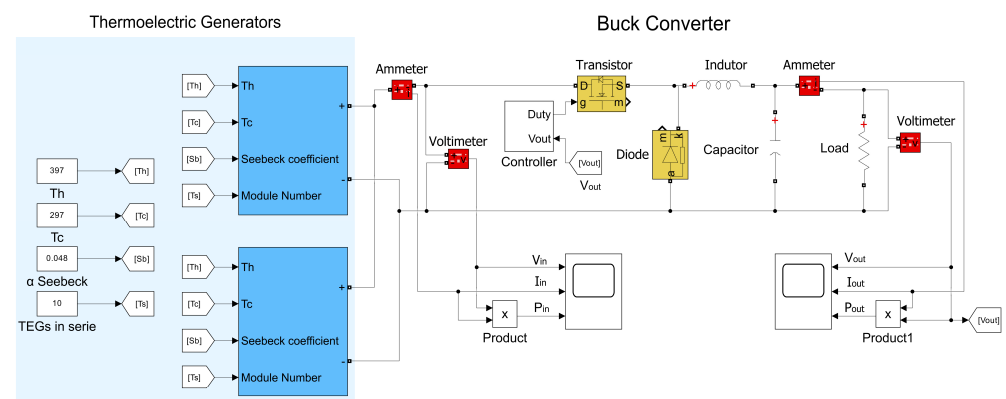 Thermoelectric Generators
Buck Converter
[Th]
Th
[Tc]
Tc
[Sb]
Seebeck coefficient
[Ts]
Module Number
+
-
397
[Th]
Th
297
[Tc]
Tc
0.048
[Sb]
α Seebeck
10
[Ts]
TEGs in serie
[Th]
Th
[Tc]
Tc
[Sb]
Seebeck coefficient
[Ts]
Module Number
+
-
Ammeter
i
Voltimeter
Transistor
D
S
g
m
Duty
Vout
Controller
[Vout]
Vout
Diode
m
k
a
Indutor
+
Capacitor
+
Ammeter
Load
+
Voltimeter
Vin
Iin
Pin
x
Product
Vout
Iout
Pout
x
Product1
[Vout]